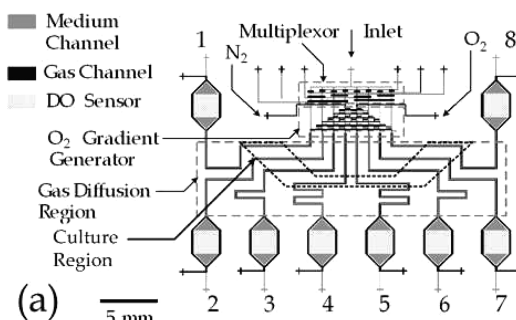 Medium
Channel
Gas Channel
DO Sensor
1
Multiplexor
Inlet
8
N2
O2
O2 Gradient
Generator
Gas Diffusion
Region
Culture
Region
(a)
5 mm
2 3 4 5 6 7